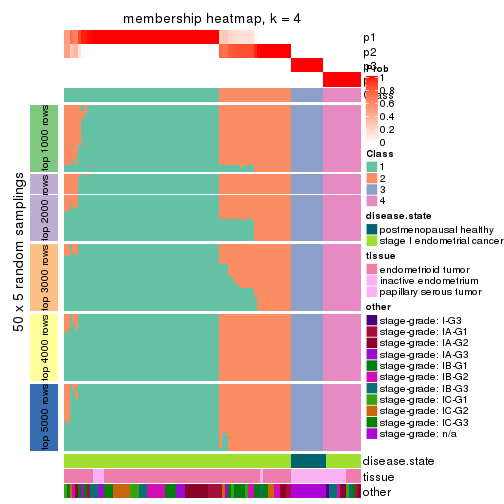 membership heatmap, k = 4
p1
p2
p3
Prob
1
0.8
0.6
0.4
0.2
0
Class
1
2
3
4
disease.state
postmenopausal healthy
stage I endometrial cancer
tissue
endometrioid tumor
inactive endometrium
papillary serous tumor
other
stage-grade: I-G3
stage-grade: IA-G1
stage-grade: IA-G2
stage-grade: IA-G3
stage-grade: IB-G1
stage-grade: IB-G2
stage-grade: IB-G3
stage-grade: IC-G1
stage-grade: IC-G2
stage-grade: IC-G3
stage-grade: n/a
50 x 5 random samplings
top 1000 rows
top 2000 rows
top 3000 rows
top 4000 rows
top 5000 rows
disease.state
tissue
other